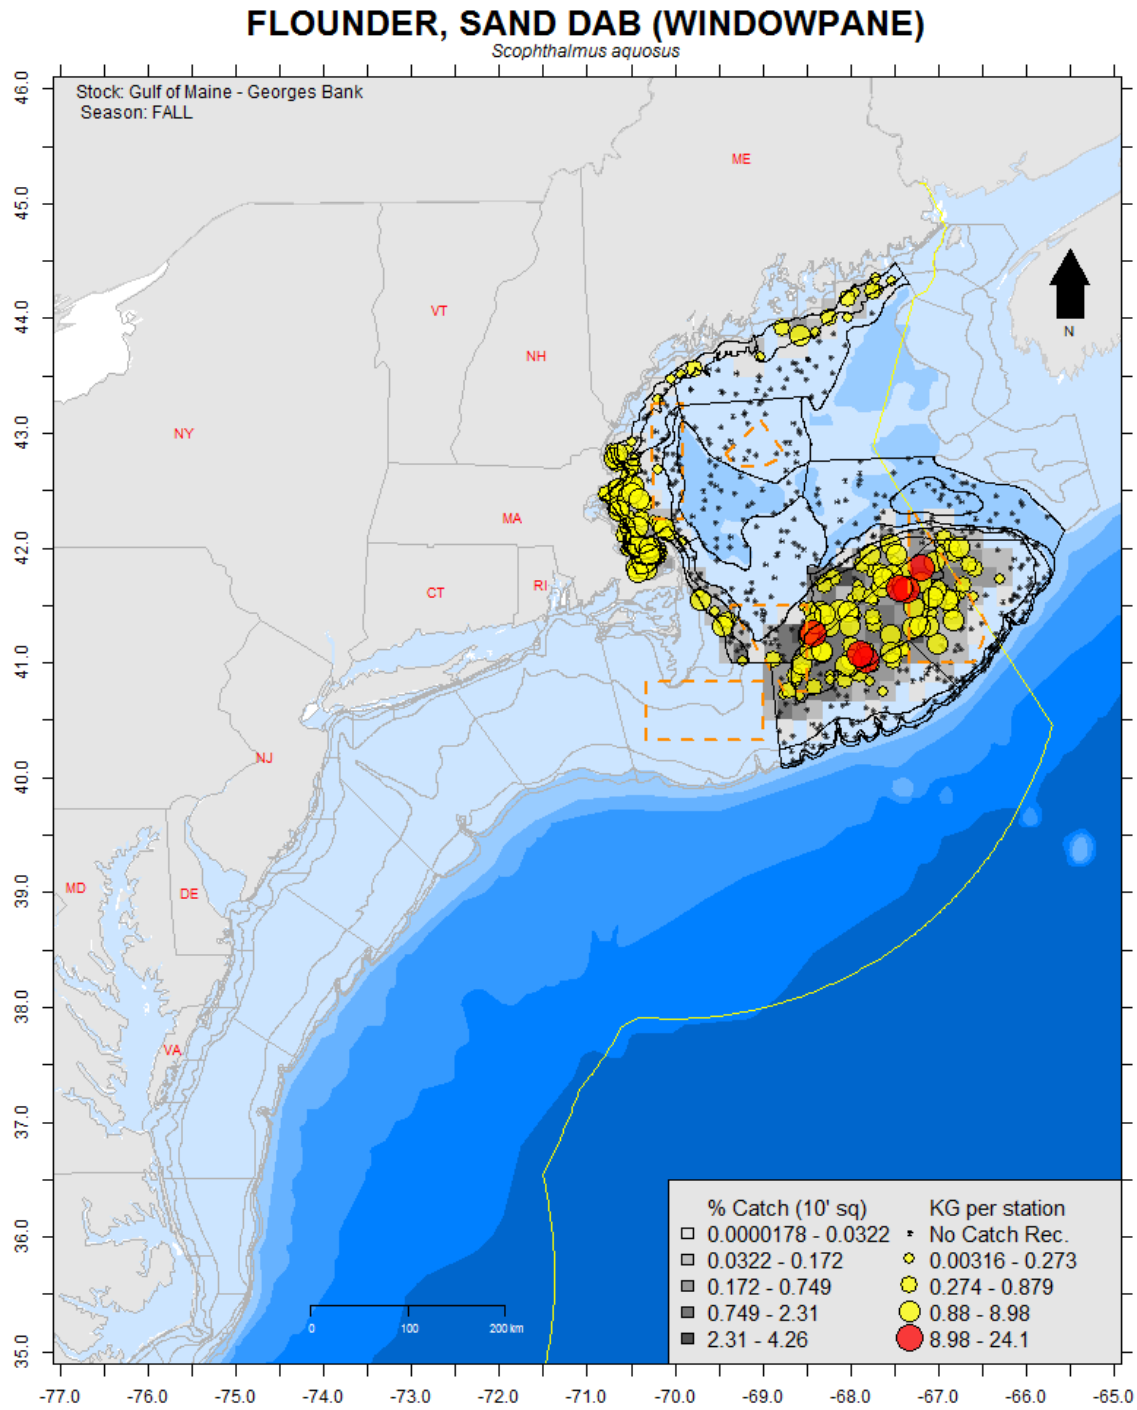 FLOUNDER, SAND DAB (WINDOWPANE)
Scophthalmus aquosus
Stock: Gulf of Maine - Georges Bank
Season: FALL
46.0
45.0
44.0
43.0
42.0
41.0
40.0
39.0
38.0
37.0
36.0
35.0
ME
VT
NH
NY
MA
CT
RI
NJ
MD
DE
VA
N
% Catch (10' sq)
0.0000178 - 0.0322
0.0322 - 0.172
0.172 - 0.749
0.749 - 2.31
2.31 - 4.26
KG per station
No Catch Rec.
0.00316 - 0.273
0.274 - 0.879
0.88 - 8.98
8.98 - 24.1
0 100 200 km
-77.0 -76.0 -75.0 -74.0 -73.0 -72.0 -71.0 -70.0 -69.0 -68.0 -67.0 -66.0 -65.0